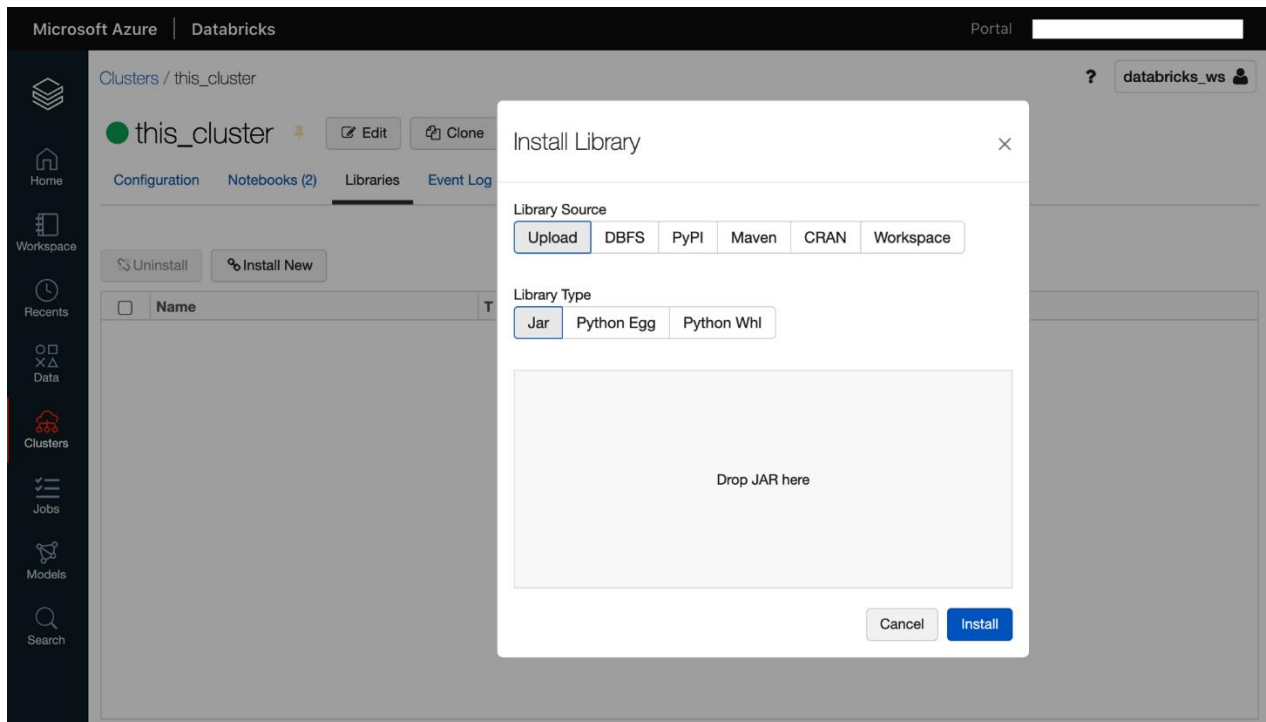 Microsoft Azure | Databricks
Portal
Clusters / this_cluster
? databricks_ws
this_cluster Edit Clone
Configuration Notebooks (2) Libraries Event Log
Uninstall Install New
Name T
Home
Workspace
Recents
Data
Clusters
Jobs
Models
Search
Install Library ×
Library Source
Upload DBFS PyPI Maven CRAN Workspace
Library Type
Jar Python Egg Python Whl
Drop JAR here
Cancel Install